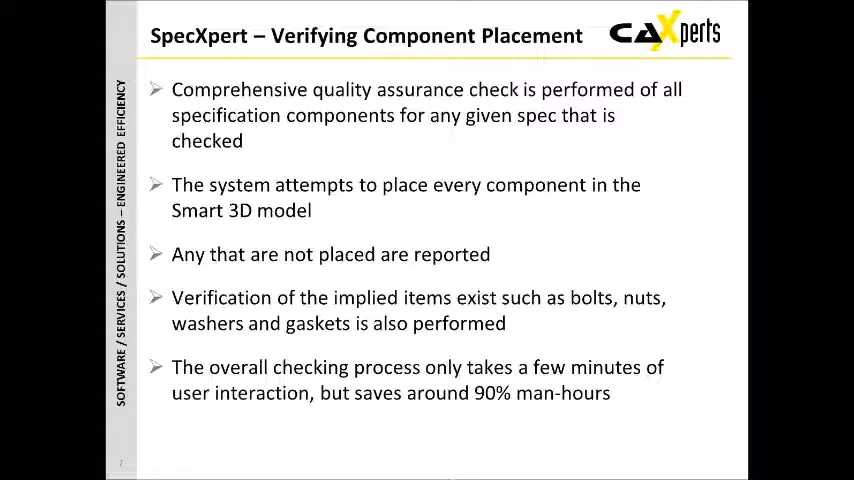 SpecXpert – Verifying Component Placement
CAXperts
Comprehensive quality assurance check is performed of all
specification components for any given spec that is
checked
The system attempts to place every component in the
Smart 3D model
Any that are not placed are reported
Verification of the implied items exist such as bolts, nuts,
washers and gaskets is also performed
The overall checking process only takes a few minutes of
user interaction, but saves around 90% man-hours
SOFTWARE / SERVICES / SOLUTIONS – ENGINEERED EFFICIENCY
7